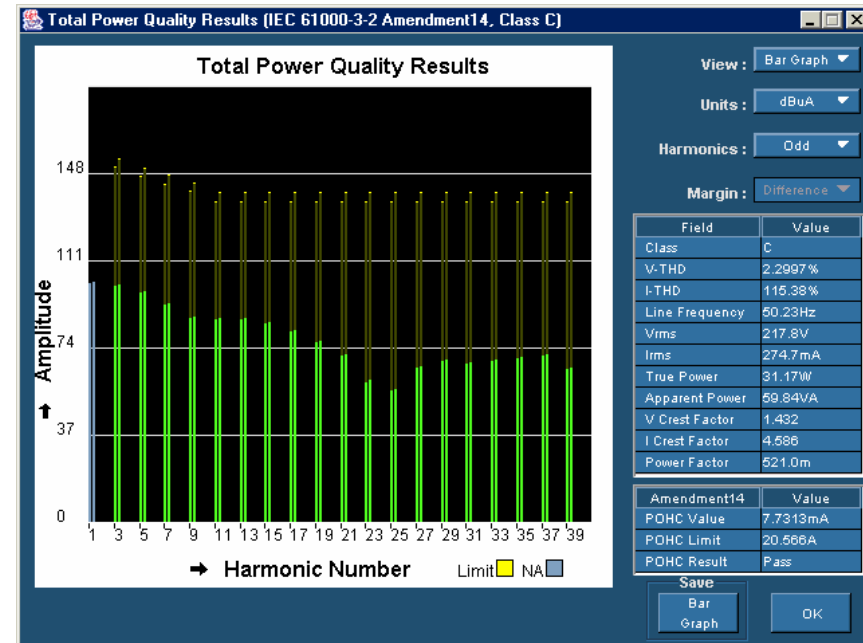 Total Power Quality Results (IEC 61000-3-2 Amendment14, Class C)
Total Power Quality Results
148
111
74
37
0
Amplitude
1 3 5 7 9 11 13 15 17 19 21 23 25 27 29 31 33 35 37 39
Harmonic Number
Limit NA
View : Bar Graph
Units : dBuA
Harmonics : Odd
Margin : Difference
Field Value
Class C
V-THD 2.2997%
I-THD 115.38%
Line Frequency 50.23Hz
Vrms 217.8V
Irms 274.7mA
True Power 31.17W
Apparent Power 59.84VA
V Crest Factor 1.432
I Crest Factor 4.586
Power Factor 521.0m
Amendment14 Value
POHC Value 7.7313mA
POHC Limit 20.566A
POHC Result Pass
Save
Bar
Graph
OK